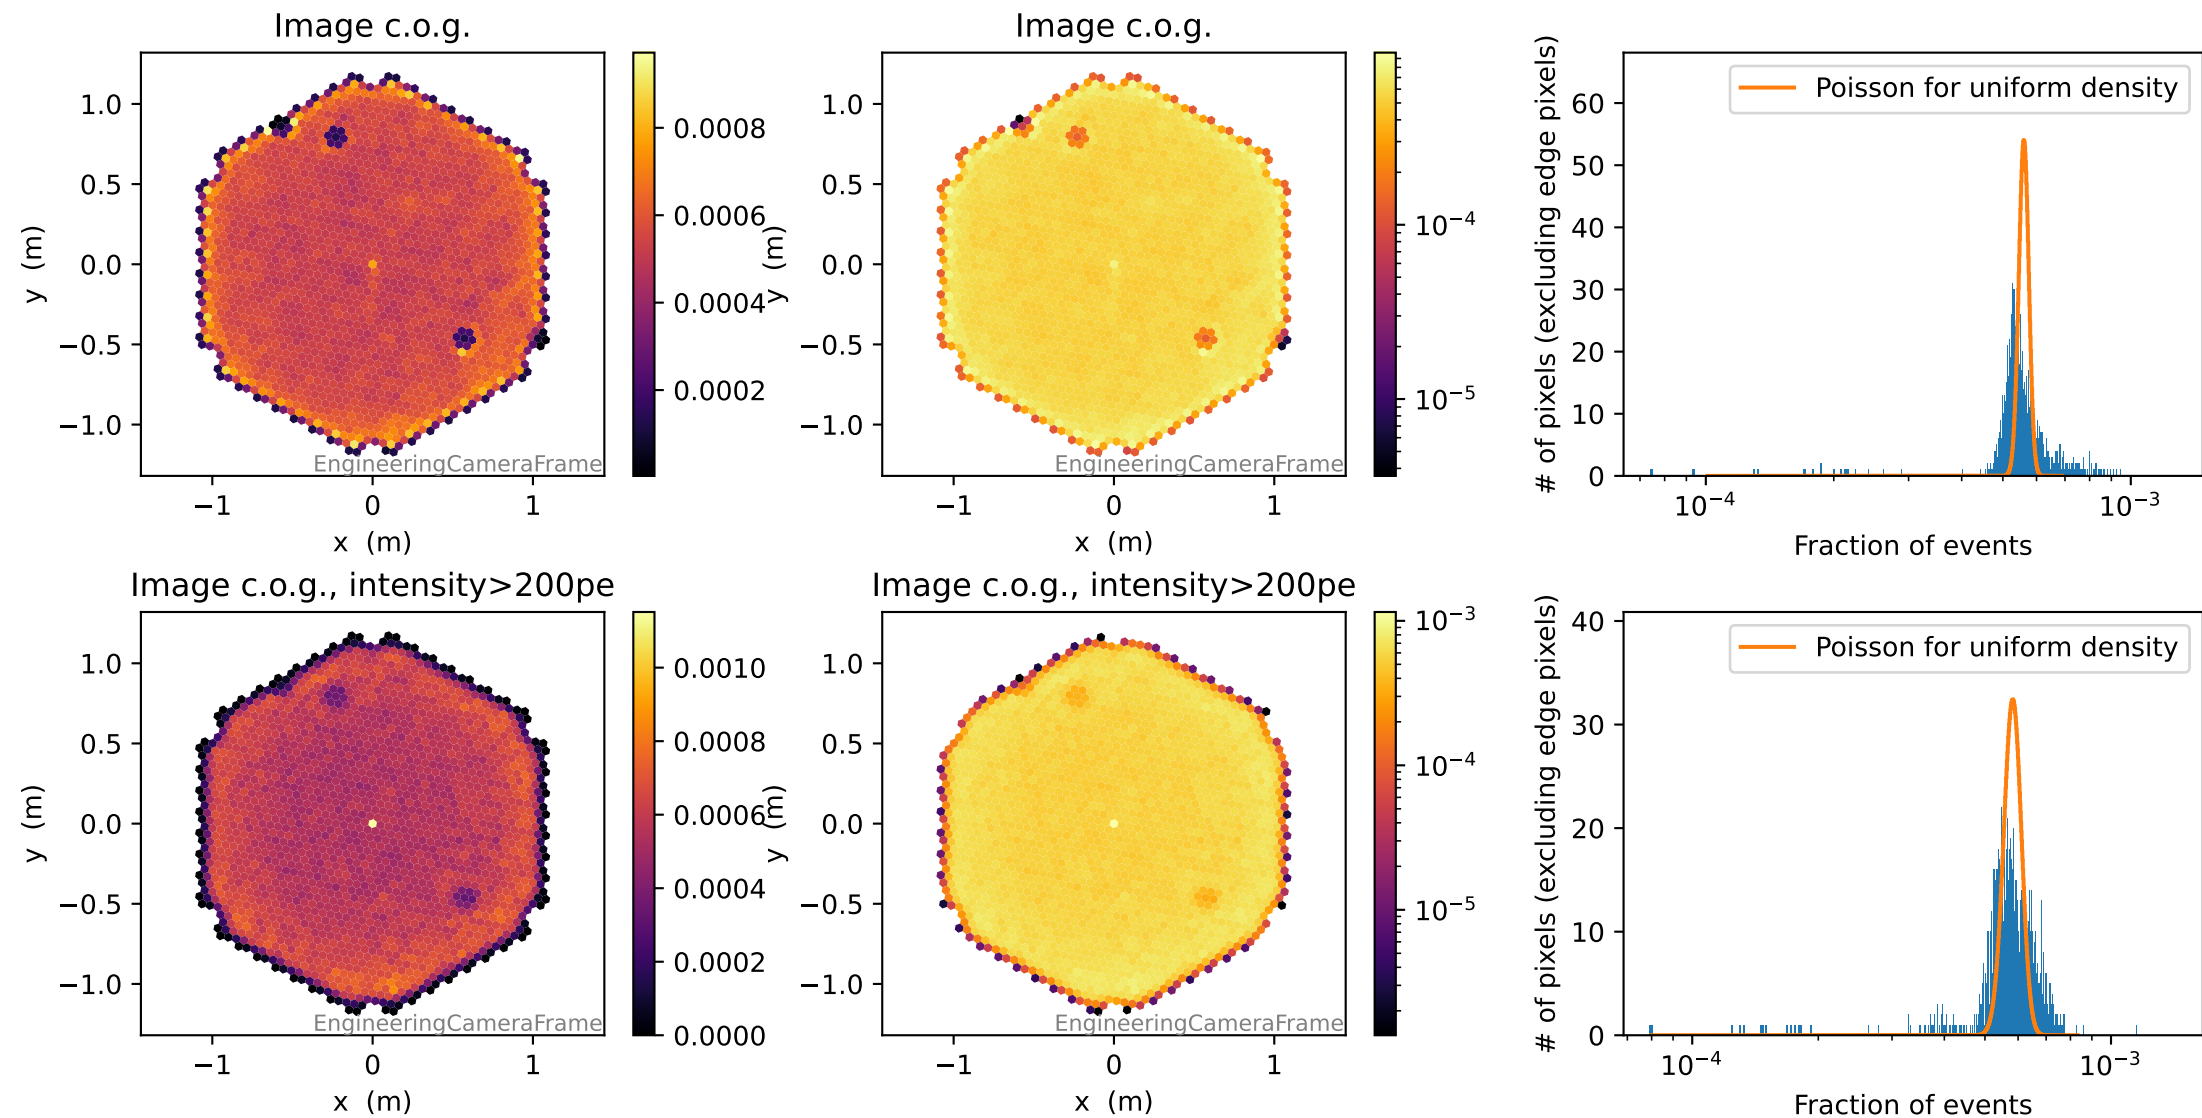 Image c.o.g.
1.0
0.5
0.0
−0.5
−1.0
y (m)
−1
0
1
x (m)
EngineeringCameraFrame
0.0008
0.0006
0.0004
0.0002
Image c.o.g.
1.0
0.5
0.0
−0.5
−1.0
y (m)
−1
0
1
x (m)
EngineeringCameraFrame
10⁻⁴
10⁻⁵
# of pixels (excluding edge pixels)
60
50
40
30
20
10
0
Poisson for uniform density
10⁻⁴
10⁻³
Fraction of events
Image c.o.g., intensity>200pe
1.0
0.5
0.0
−0.5
−1.0
y (m)
−1
0
1
x (m)
EngineeringCameraFrame
0.0010
0.0008
0.0006
0.0004
0.0002
0.0000
Image c.o.g., intensity>200pe
1.0
0.5
0.0
−0.5
−1.0
y (m)
−1
0
1
x (m)
EngineeringCameraFrame
10⁻³
10⁻⁴
10⁻⁵
# of pixels (excluding edge pixels)
40
30
20
10
0
Poisson for uniform density
10⁻⁴
10⁻³
Fraction of events